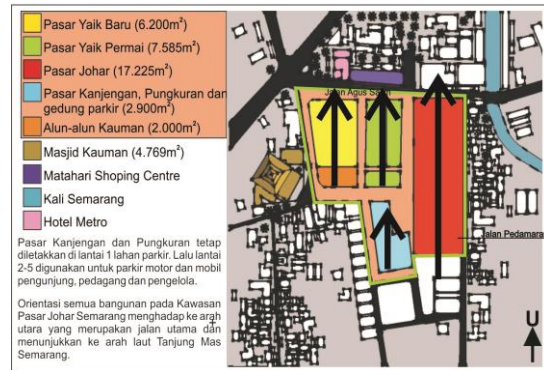 Pasar Yaik Baru (6.200m²)
Pasar Yaik Permai (7.585m²)
Pasar Johar (17.225m²)
Pasar Kanjengan, Pungkuran dan
gedung parkir (2.900m²)
Alun-alun Kauman (2.000m²)
Masjid Kauman (4.769m²)
Matahari Shoping Centre
Kali Semarang
Hotel Metro
Pasar Kanjengan dan Pungkuran tetap
diletakkan di lantai 1 lahan parkir. Lalu lantai
2-5 digunakan untuk parkir motor dan mobil
pengunjung, pedagang dan pengelola.
Orientasi semua bangunan pada Kawasan
Pasar Johar Semarang menghadap ke arah
utara yang merupakan jalan utama dan
menunjukkan ke arah laut Tanjung Mas
Semarang.
Jalan Agus Salim
Jalan Pedamaran
U